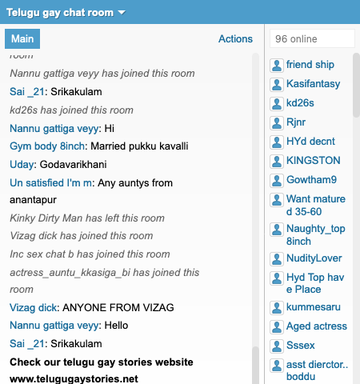 Telugu gay chat room
Main
Actions
96 online
room
Nannu gattiga veyy has joined this room
Sai _21: Srikakulam
kd26s has joined this room
Nannu gattiga veyy: Hi
Gym body 8inch: Married pukku kavalli
Uday: Godavarikhani
Un satisfied I'm m: Any auntys from
anantapur
Kinky Dirty Man has left this room
Vizag dick has joined this room
Inc sex chat b has joined this room
actress_auntu_kkasiga_bi has joined this
room
Vizag dick: ANYONE FROM VIZAG
Nannu gattiga veyy: Hello
Sai _21: Srikakulam
Check our telugu gay stories website
www.telugugaystories.net
friend ship
Kasifantasy
kd26s
Rjnr
HYd decnt
KINGSTON
Gowtham9
Want mature
d 35-60
Naughty_top
8inch
NudityLover
Hyd Top hav
e Place
kummesaru
Aged actress
Sssex
asst dierctor..
boddu